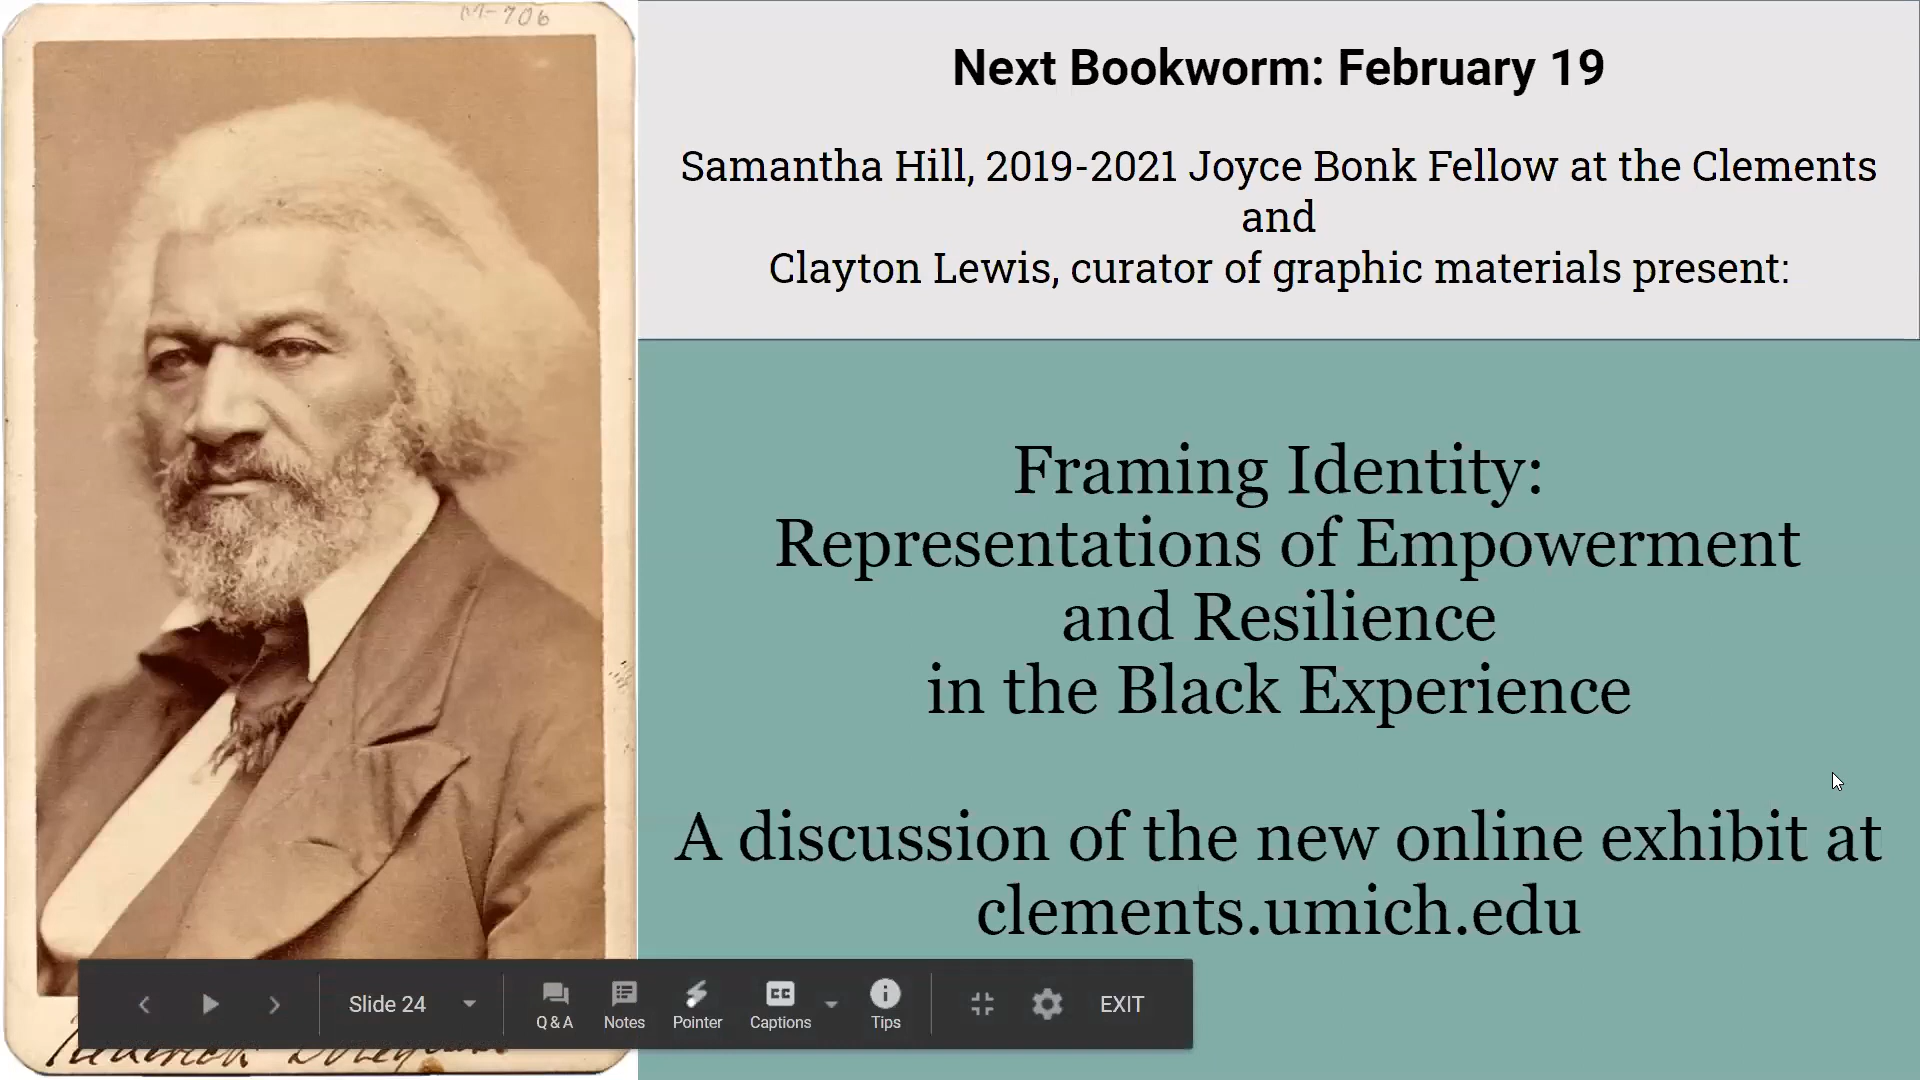 M-706
Next Bookworm: February 19
Samantha Hill, 2019-2021 Joyce Bonk Fellow at the Clements
and
Clayton Lewis, curator of graphic materials present:
Framing Identity:
Representations of Empowerment
and Resilience
in the Black Experience
A discussion of the new online exhibit at
clements.umich.edu
Slide 24
Q & A
Notes
Pointer
CC
Captions
Tips
EXIT